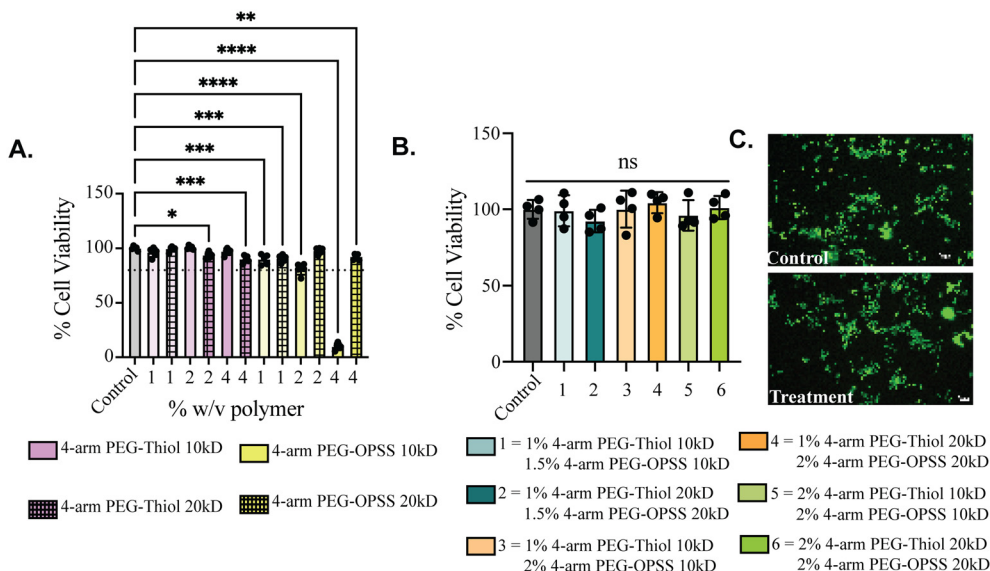 A.
**
****
****
***
***
***
*
% Cell Viability
150
100
50
0
Control 1 1 2 2 4 4 1 1 2 2 4 4
% w/v polymer
4-arm PEG-Thiol 10kD
4-arm PEG-OPSS 10kD
4-arm PEG-Thiol 20kD
4-arm PEG-OPSS 20kD
B.
% Cell Viability
150
100
50
0
ns
Control 1 2 3 4 5 6
1 = 1% 4-arm PEG-Thiol 10kD
1.5% 4-arm PEG-OPSS 10kD
2 = 1% 4-arm PEG-Thiol 20kD
1.5% 4-arm PEG-OPSS 20kD
3 = 1% 4-arm PEG-Thiol 10kD
2% 4-arm PEG-OPSS 10kD
4 = 1% 4-arm PEG-Thiol 20kD
2% 4-arm PEG-OPSS 20kD
5 = 2% 4-arm PEG-Thiol 10kD
2% 4-arm PEG-OPSS 10kD
6 = 2% 4-arm PEG-Thiol 20kD
2% 4-arm PEG-OPSS 20kD
C.
Control
Treatment